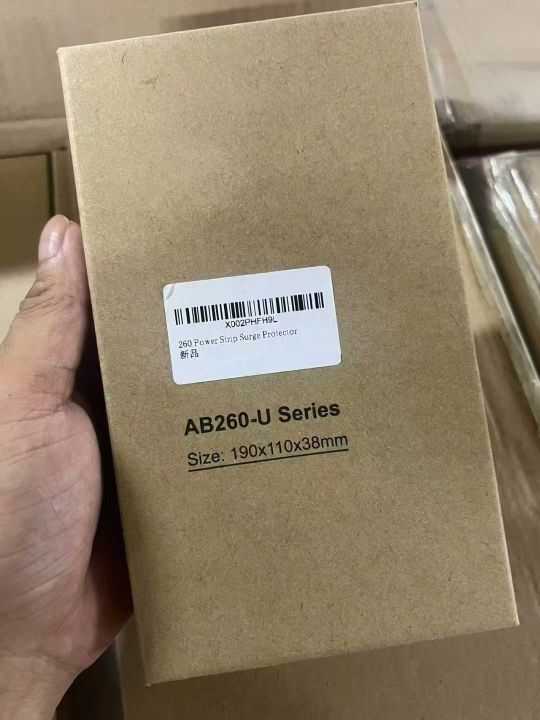 X002PHFH9L
260 Power Strip Surge Protector
新品
AB260-U Series
Size: 190x110x38mm